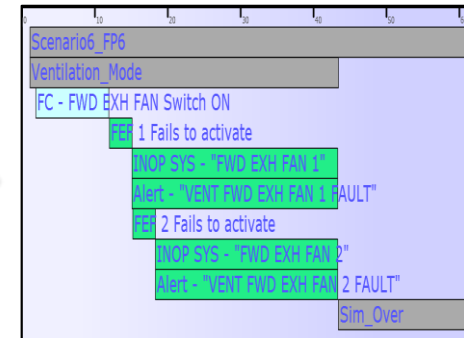 0 10 20 30 40 50 60
Scenario6_FP6
Ventilation_Mode
FC - FWD EXH FAN Switch ON
FEF 1 Fails to activate
INOP SYS - "FWD EXH FAN 1"
Alert - "VENT FWD EXH FAN 1 FAULT"
FEF 2 Fails to activate
INOP SYS - "FWD EXH FAN 2"
Alert - "VENT FWD EXH FAN 2 FAULT"
Sim_Over